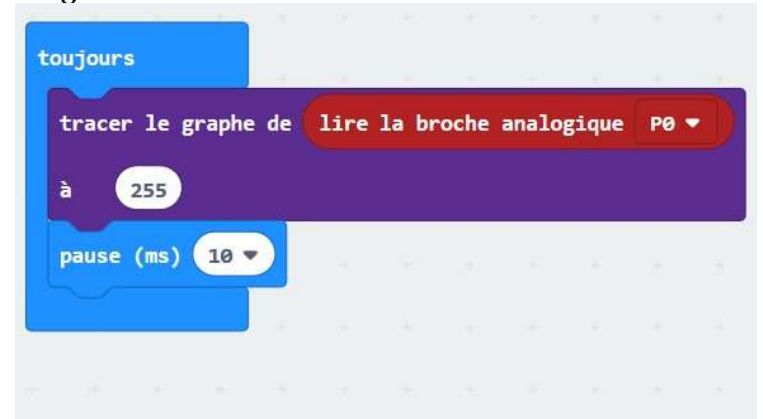 toujours
tracer le graphe de lire la broche analogique P0
à 255
pause (ms) 10